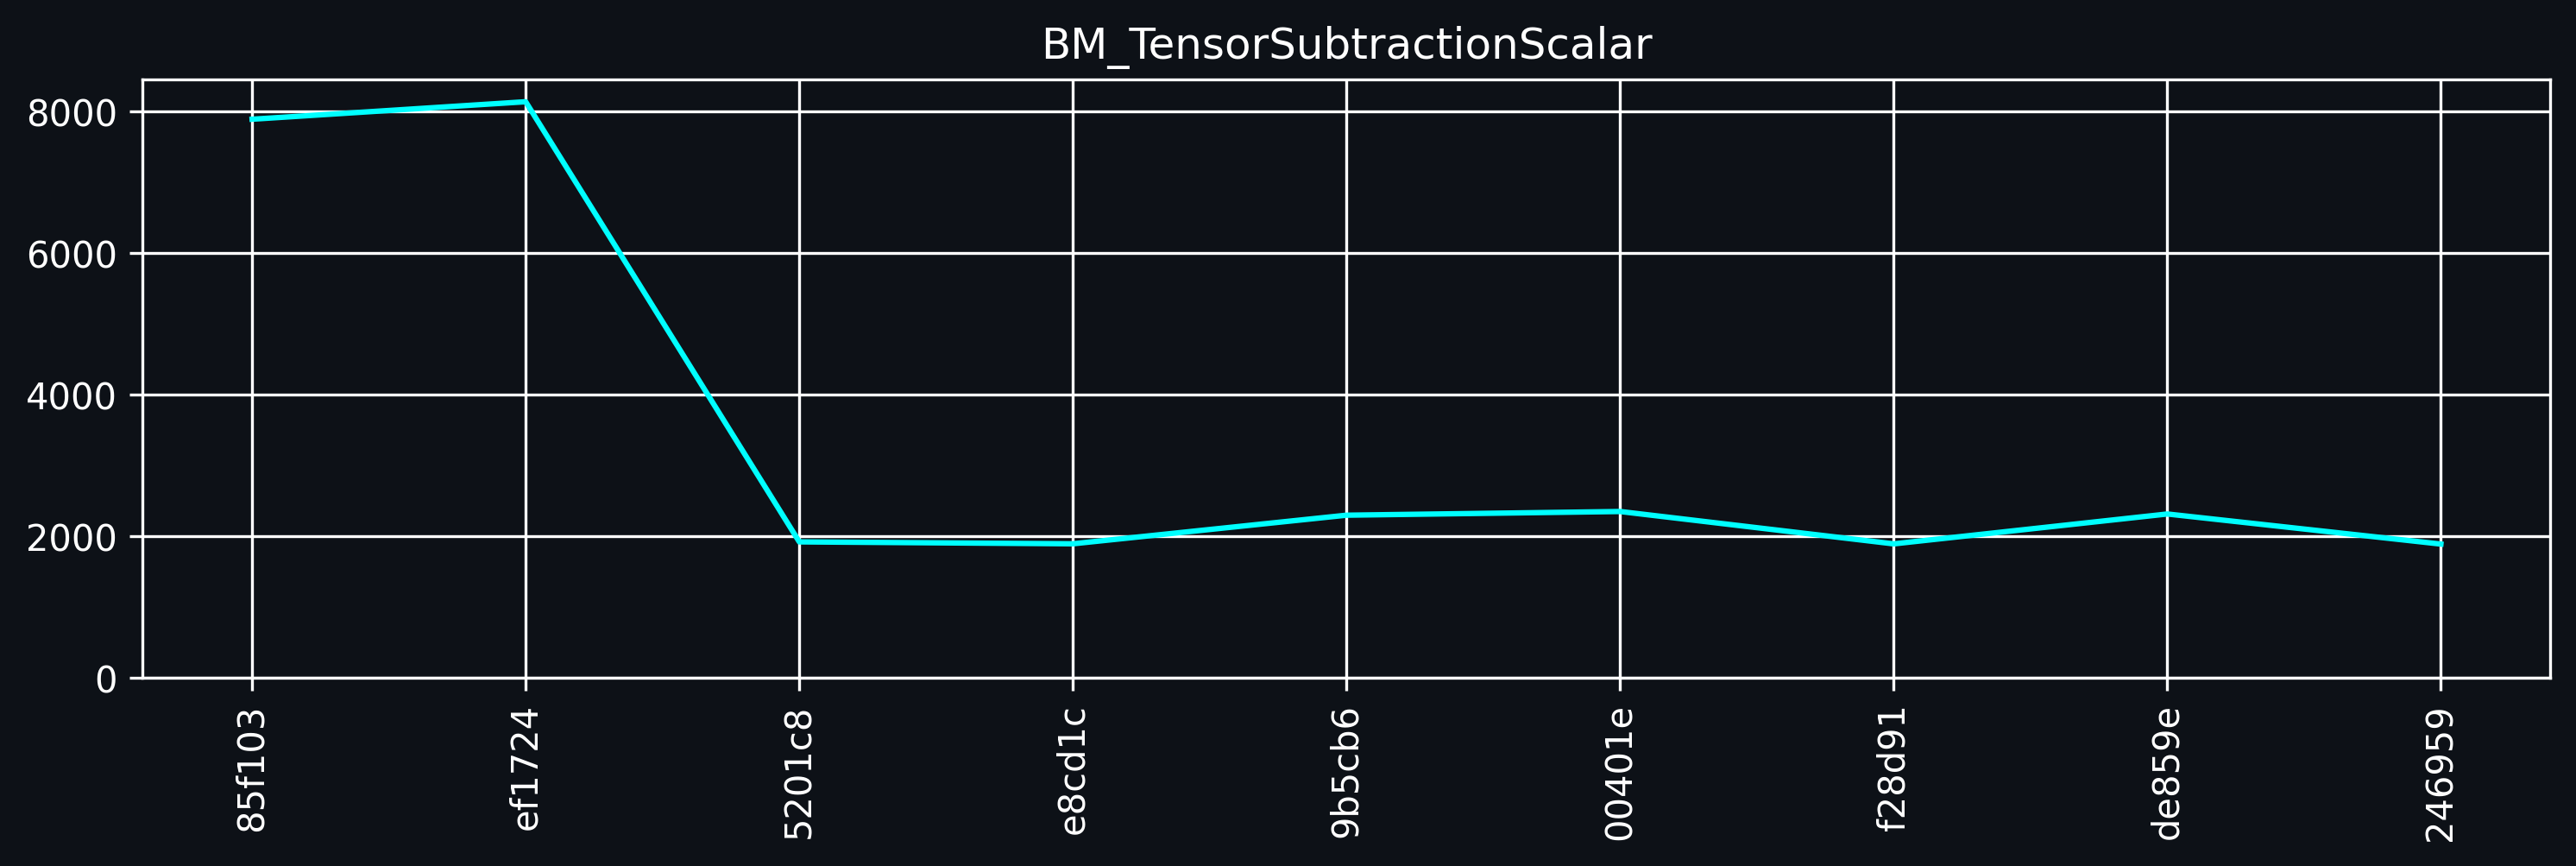 BM_TensorSubtractionScalar
8000
6000
4000
2000
0
85f103
ef1724
5201c8
e8cd1c
9b5cb6
00401e
f28d91
de859e
246959